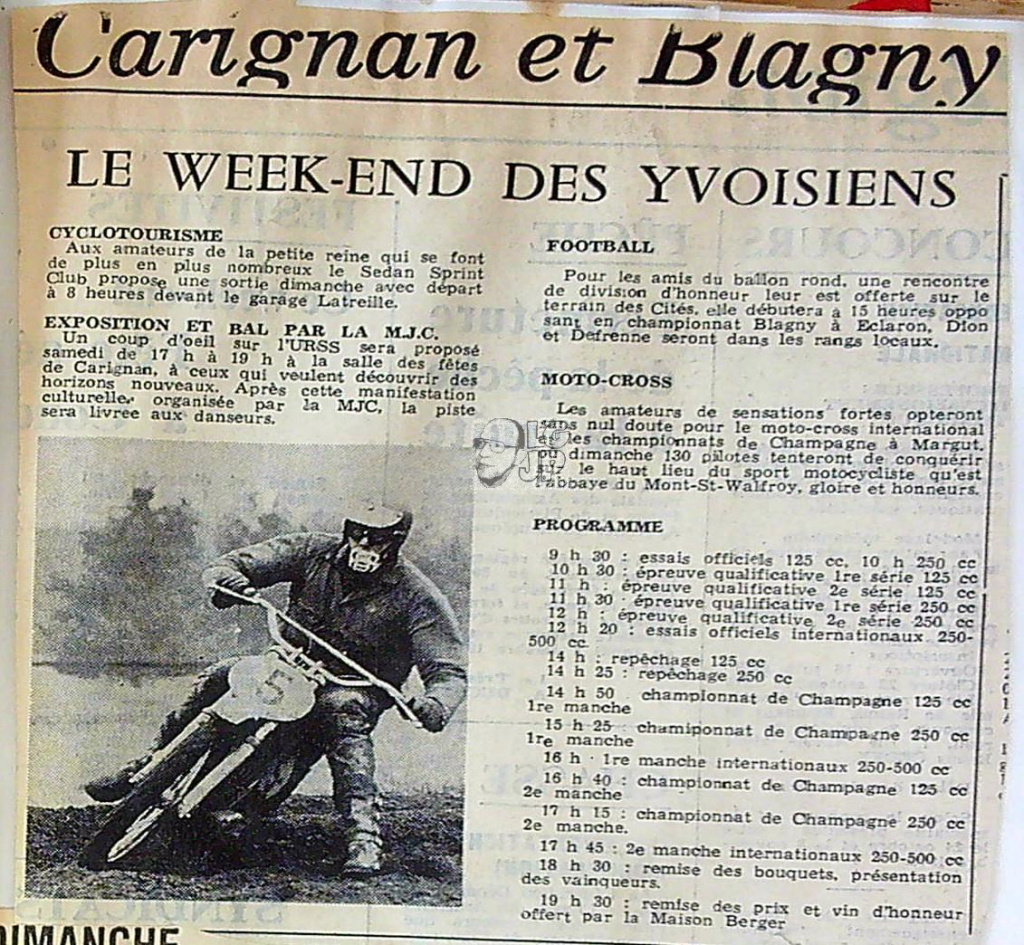 Carignan et Blagny
LE WEEK-END DES YVOISIENS
CYCLOTOURISME
Aux amateurs de la petite reine qui se font
de plus en plus nombreux le Sedan Sprint
Club propose une sortie dimanche avec départ
à 8 heures devant le garage Latreille.
EXPOSITION ET BAL PAR LA M.J.C.
Un coup d'oeil sur l'URSS sera proposé
samedi de 17 h à 19 h à la salle des fêtes
de Carignan, à ceux qui veulent découvrir des
horizons nouveaux. Après cette manifestation
culturelle, organisée par la MJC, la piste
sera livrée aux danseurs.
5
FOOTBALL
Pour les amis du ballon rond, une rencontre
de division d'honneur leur est offerte sur le
terrain des Cités, elle débutera à 15 heures oppo
sant en championnat Blagny à Eclaron, Dion
et Defrenne seront dans les rangs locaux.
MOTO-CROSS
Les amateurs de sensations fortes opteront
sans nul doute pour le moto-cross international
les championnats de Champagne à Margut,
ou dimanche 130 pilotes tenteront de conquérir
sur le haut lieu du sport motocycliste qu'est
l'abbaye du Mont-St-Walfroy, gloire et honneurs.
PROGRAMME
9 h 30 : essais officiels 125 cc, 10 h 250 cc
10 h 30 : épreuve qualificative 1re série 125 cc
11 h : épreuve qualificative 2e série 125 cc
11 h 30 : épreuve qualificative 1re série 250 cc
12 h : épreuve qualificative 2e série 250 cc
12 h 20 : essais officiels internationaux 250-
500 cc
14 h : repêchage 125 cc
14 h 25 : repêchage 250 cc
14 h 50 championnat de Champagne 125 cc
1re manche
15 h 25 chamiponnat de Champagne 250 cc
1re manche
16 h · 1re manche internationaux 250-500 cc
16 h 40 : championnat de Champagne 125 cc
2e manche
17 h 15 : championnat de Champagne 250 cc
2e manche.
17 h 45 : 2e manche internationaux 250-500 cc
18 h 30 : remise des bouquets, présentation
des vainqueurs.
19 h 30 : remise des prix et vin d'honneur
offert par la Maison Berger
DIMANCHE